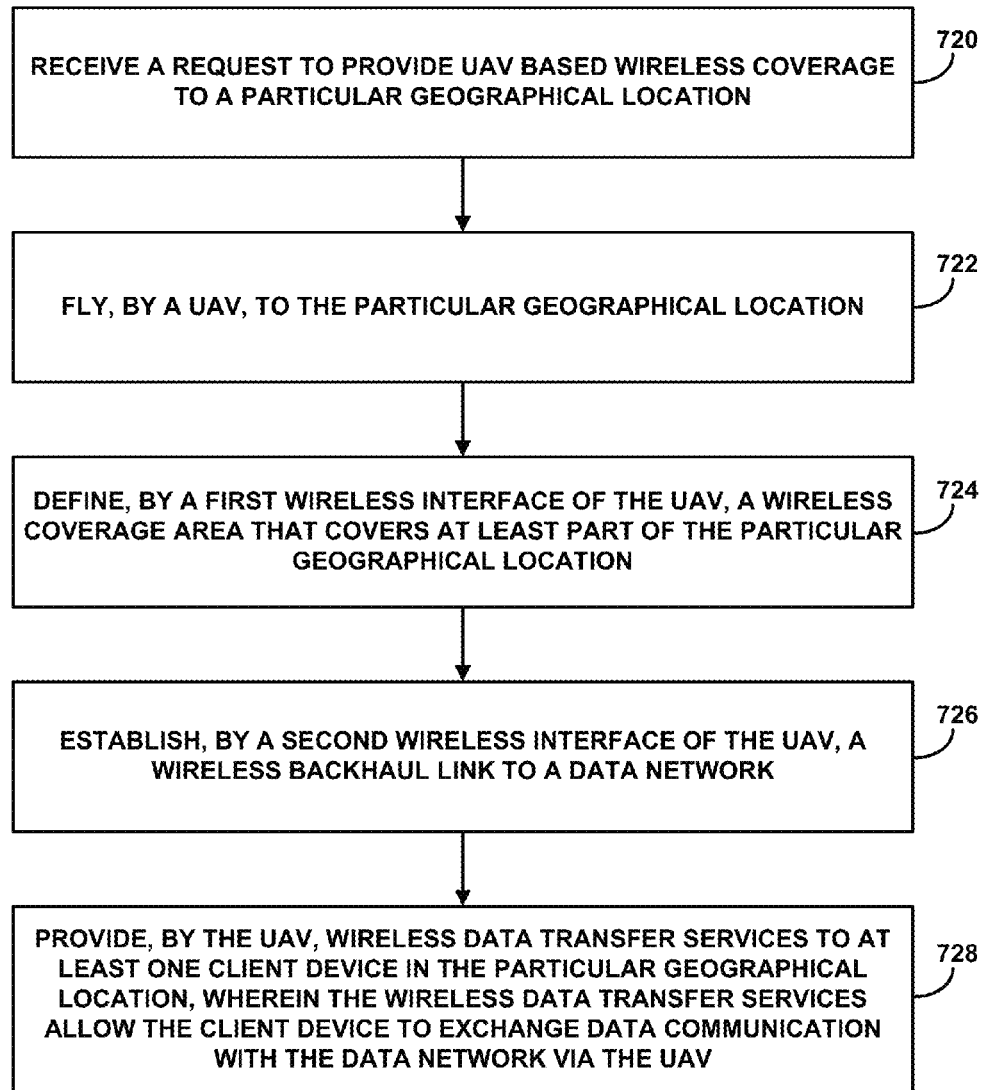 720
RECEIVE A REQUEST TO PROVIDE UAV BASED WIRELESS COVERAGE
TO A PARTICULAR GEOGRAPHICAL LOCATION
722
FLY, BY A UAV, TO THE PARTICULAR GEOGRAPHICAL LOCATION
724
DEFINE, BY A FIRST WIRELESS INTERFACE OF THE UAV, A WIRELESS
COVERAGE AREA THAT COVERS AT LEAST PART OF THE PARTICULAR
GEOGRAPHICAL LOCATION
726
ESTABLISH, BY A SECOND WIRELESS INTERFACE OF THE UAV, A
WIRELESS BACKHAUL LINK TO A DATA NETWORK
728
PROVIDE, BY THE UAV, WIRELESS DATA TRANSFER SERVICES TO AT
LEAST ONE CLIENT DEVICE IN THE PARTICULAR GEOGRAPHICAL
LOCATION, WHEREIN THE WIRELESS DATA TRANSFER SERVICES
ALLOW THE CLIENT DEVICE TO EXCHANGE DATA COMMUNICATION
WITH THE DATA NETWORK VIA THE UAV